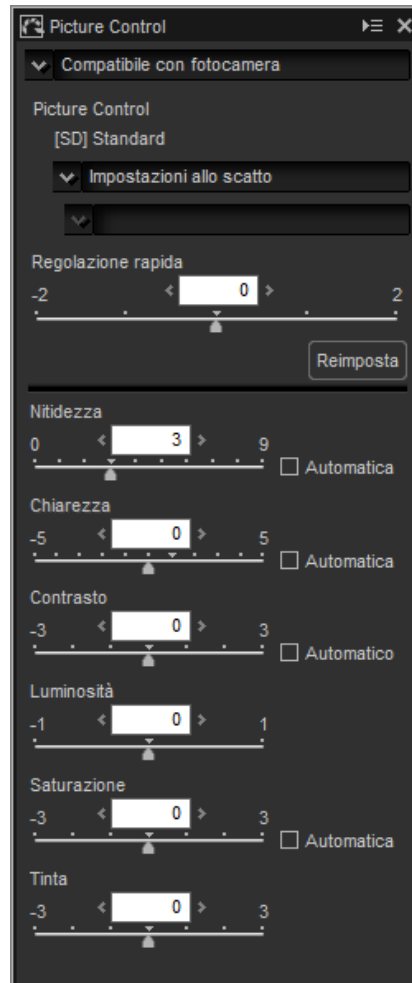 Picture Control
Compatibile con fotocamera
Picture Control
[SD] Standard
Impostazioni allo scatto
Regolazione rapida
-2 0 2
Reimposta
Nitidezza
0 3 9
Automatica
Chiarezza
-5 0 5
Automatica
Contrasto
-3 0 3
Automatico
Luminosità
-1 0 1
Saturazione
-3 0 3
Automatica
Tinta
-3 0 3